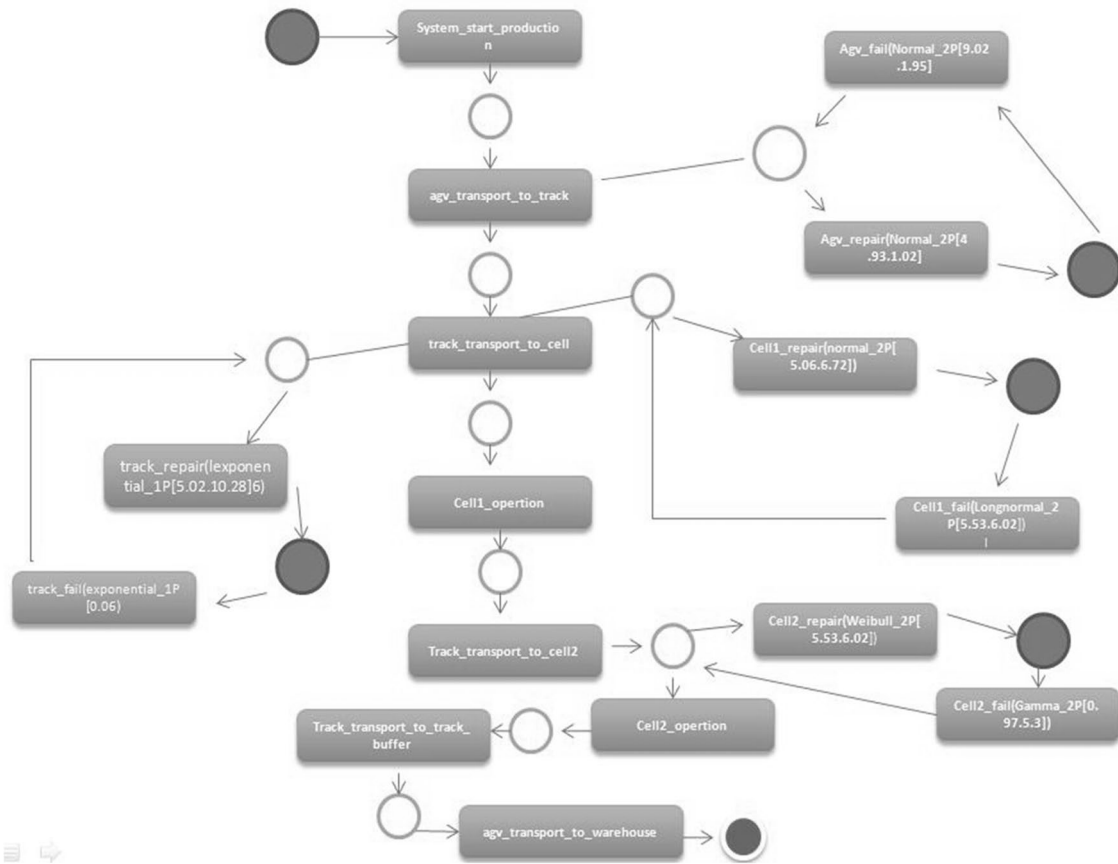 System_start_productio
n
Agv_fail(Normal_2P[9.02
.1.95]
agv_transport_to_track
Agv_repair(Normal_2P[4
.93.1.02]
track_transport_to_cell
Cell1_repair(normal_2P[
5.06.6.72])
track_repair(lexponen
tial_1P[5.02.10.28]6)
Cell1_opertion
Cell1_fail(Longnormal_2
P[5.53.6.02])
track_fail(exponential_1P
[0.06)
Track_transport_to_cell2
Cell2_repair(Weibull_2P[
5.53.6.02])
Cell2_fail(Gamma_2P[0.
97.5.3])
Cell2_opertion
Track_transport_to_track_
buffer
agv_transport_to_warehouse